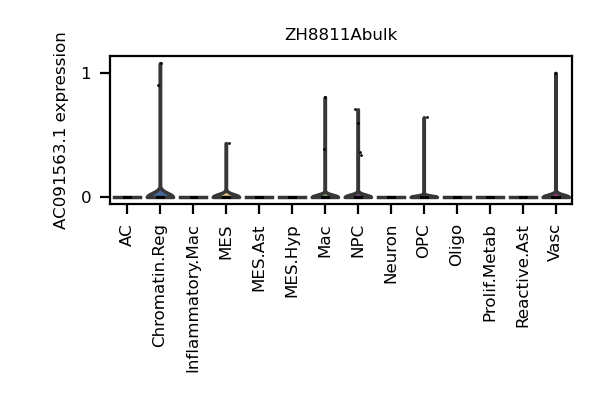 ZH8811Abulk
AC091563.1 expression
1
0
AC
Chromatin.Reg
Inflammatory.Mac
MES
MES.Ast
MES.Hyp
Mac
NPC
Neuron
OPC
Oligo
Prolif.Metab
Reactive.Ast
Vasc